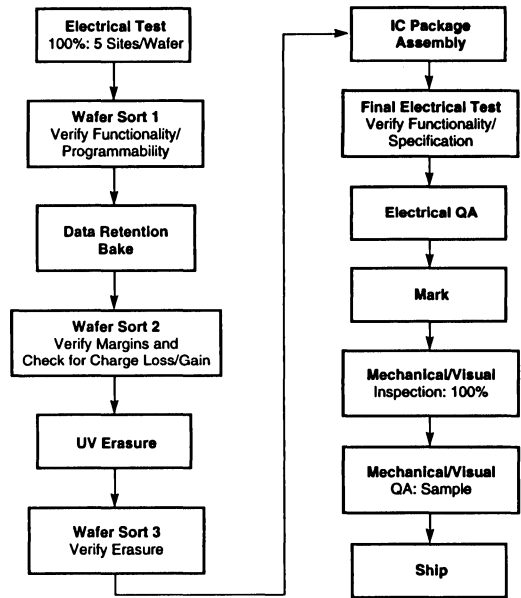 Electrical Test
100%: 5 Sites/Wafer
Wafer Sort 1
Verify Functionality/
Programmability
Data Retention
Bake
Wafer Sort 2
Verify Margins and
Check for Charge Loss/Gain
UV Erasure
Wafer Sort 3
Verify Erasure
IC Package
Assembly
Final Electrical Test
Verify Functionality/
Specification
Electrical QA
Mark
Mechanical/Visual
Inspection: 100%
Mechanical/Visual
QA: Sample
Ship